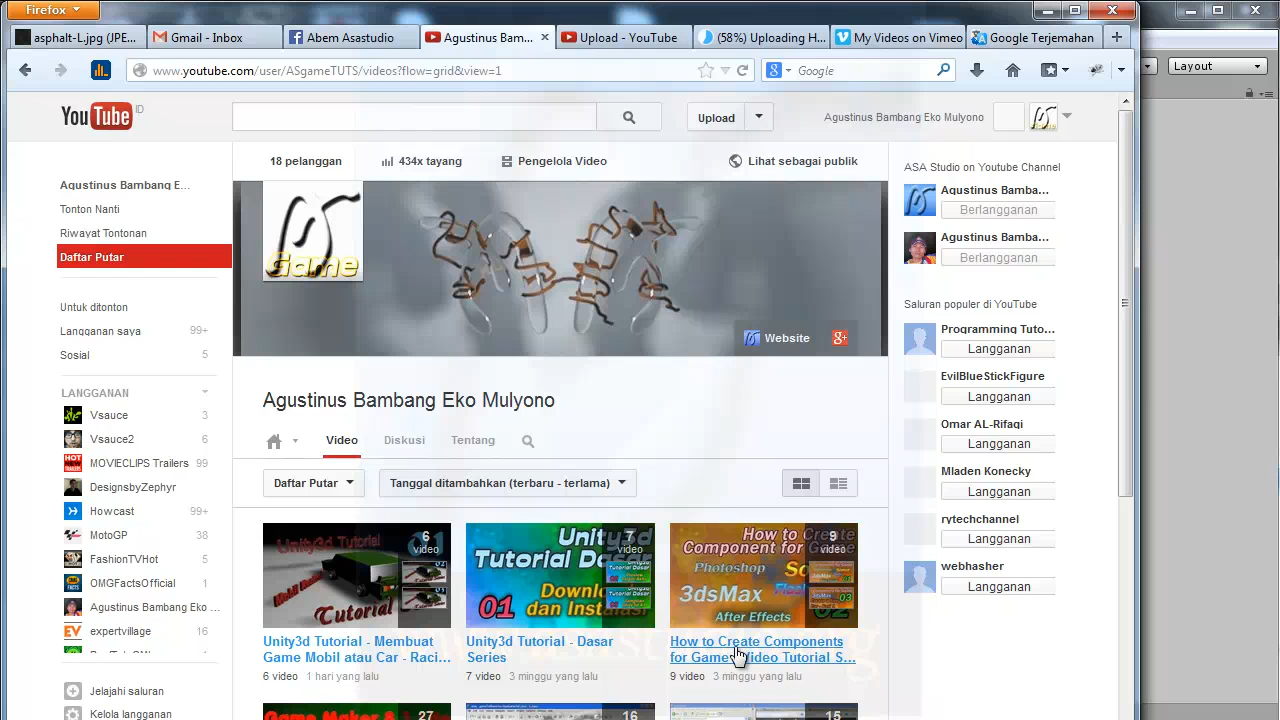 Firefox
asphalt-L.jpg (JPE...
Gmail - Inbox
Abem Asastudio
Agustinus Bam...
Upload - YouTube
(58%) Uploading H...
My Videos on Vimeo
Google Terjemahan
www.youtube.com/user/ASgameTUTS/videos?flow=grid&view=1
Google
Layout
YouTube ID
Upload
Agustinus Bambang Eko Mulyono
18 pelanggan
434x tayang
Pengelola Video
Lihat sebagai publik
Agustinus Bambang E...
Tonton Nanti
Riwayat Tontonan
Daftar Putar
Untuk ditonton
Langganan saya 99+
Sosial 5
LANGGANAN
Vsauce 3
Vsauce2 6
MOVIECLIPS Trailers 99
DesignsbyZephyr
Howcast 99+
MotoGP 38
FashionTVHot 5
OMGFactsOfficial 1
Agustinus Bambang Eko ...
expertvillage 16
Jelajahi saluran
Kelola langganan
Game
Website
Agustinus Bambang Eko Mulyono
Video
Diskusi
Tentang
Daftar Putar
Tanggal ditambahkan (terbaru - terlama)
Unity3d Tutorial 01
Tutorial
6
video
Unity3d Tutorial - Membuat
Game Mobil atau Car - Raci...
6 video 1 hari yang lalu
Unity3d
Tutorial Dasar
01
7
video
Unity3d Tutorial - Dasar
Series
7 video 3 minggu yang lalu
How to Create
Component for Game
Photoshop
3dsMax
After Effects
9
video
How to Create Components
for Game - Video Tutorial S...
9 video 3 minggu yang lalu
Game Maker 8
27
16
15
ASA Studio on Youtube Channel
Agustinus Bamba...
Berlangganan
Agustinus Bamba...
Berlangganan
Saluran populer di YouTube
Programming Tuto...
Langganan
EvilBlueStickFigure
Langganan
Omar AL-Rifaqi
Langganan
Mladen Konecky
Langganan
rytechchannel
Langganan
webhasher
Langganan